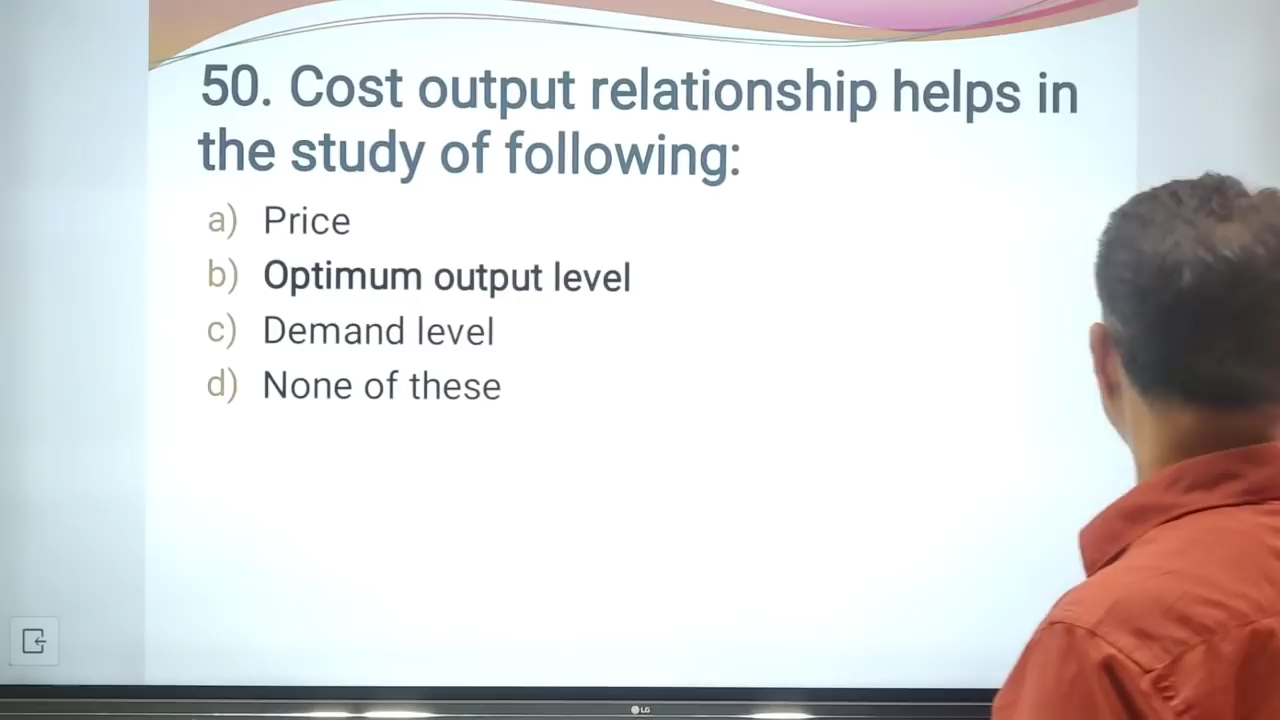 50. Cost output relationship helps in
the study of following:
a) Price
b) Optimum output level
c) Demand level
d) None of these
LG